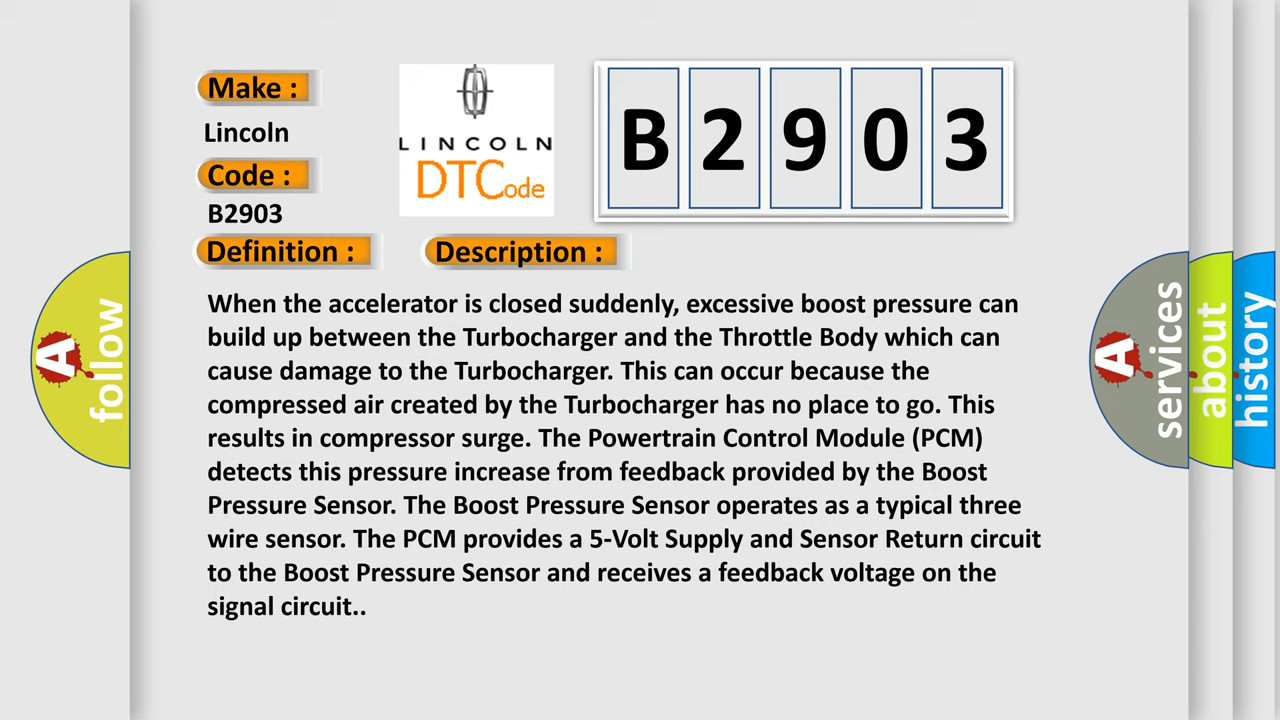 Make :
Lincoln
Code :
B2903
Definition :
Description :
LINCOLN
DTCode
B2903
When the accelerator is closed suddenly, excessive boost pressure can
build up between the Turbocharger and the Throttle Body which can
cause damage to the Turbocharger. This can occur because the
compressed air created by the Turbocharger has no place to go. This
results in compressor surge. The Powertrain Control Module (PCM)
detects this pressure increase from feedback provided by the Boost
Pressure Sensor. The Boost Pressure Sensor operates as a typical three
wire sensor. The PCM provides a 5-Volt Supply and Sensor Return circuit
to the Boost Pressure Sensor and receives a feedback voltage on the
signal circuit..
A
follow
A
services
about
history